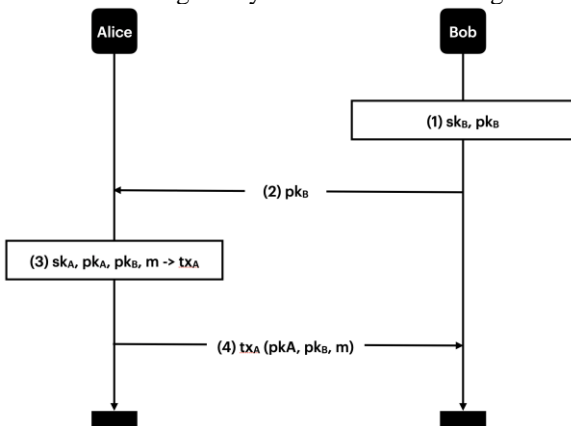 Alice
Bob
(1) skB, pkB
(2) pkB
(3) skA, pkA, pkB, m -> txA
(4) txA (pkA, pkB, m)